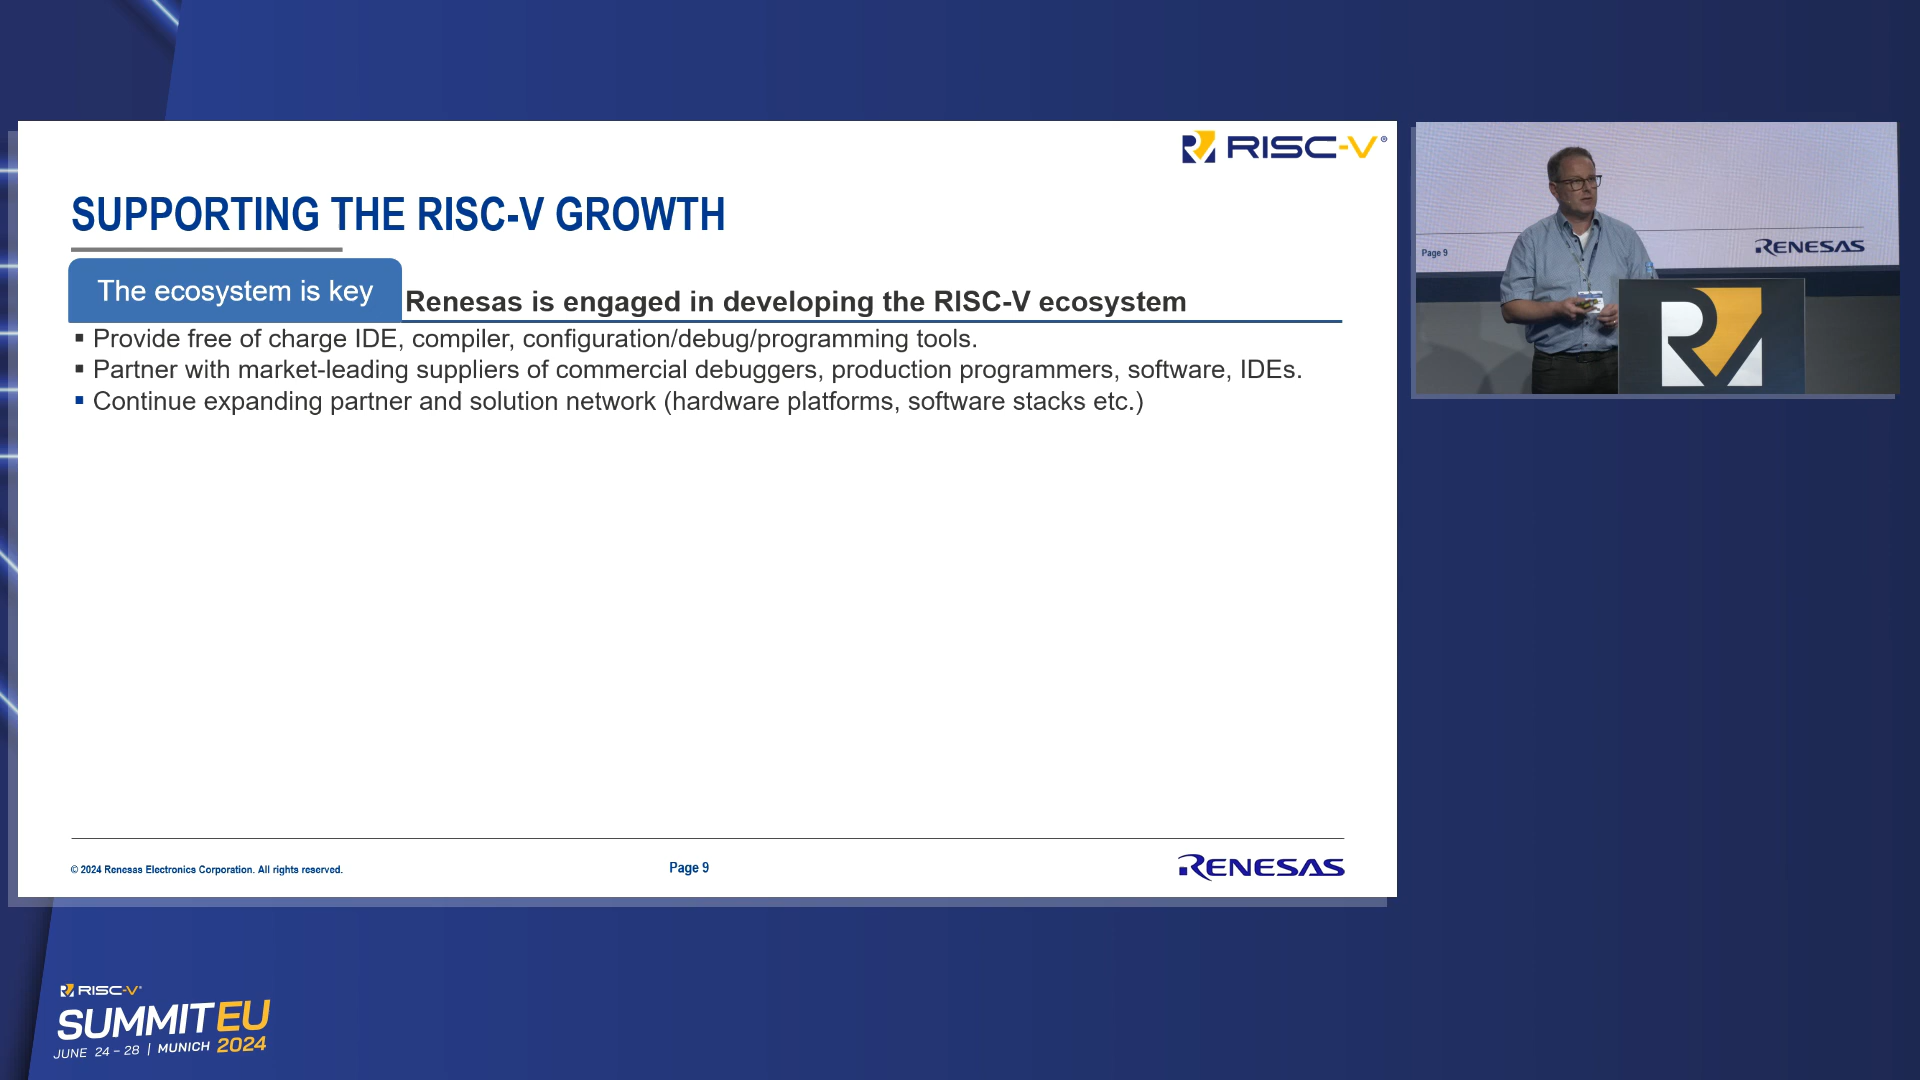 RISC-V®
SUPPORTING THE RISC-V GROWTH
The ecosystem is key
Renesas is engaged in developing the RISC-V ecosystem
▪ Provide free of charge IDE, compiler, configuration/debug/programming tools.
▪ Partner with market-leading suppliers of commercial debuggers, production programmers, software, IDEs.
▪ Continue expanding partner and solution network (hardware platforms, software stacks etc.)
© 2024 Renesas Electronics Corporation. All rights reserved.
Page 9
RENESAS
Page 9
RENESAS
RISC-V®
SUMMIT EU
JUNE 24 – 28 | MUNICH 2024